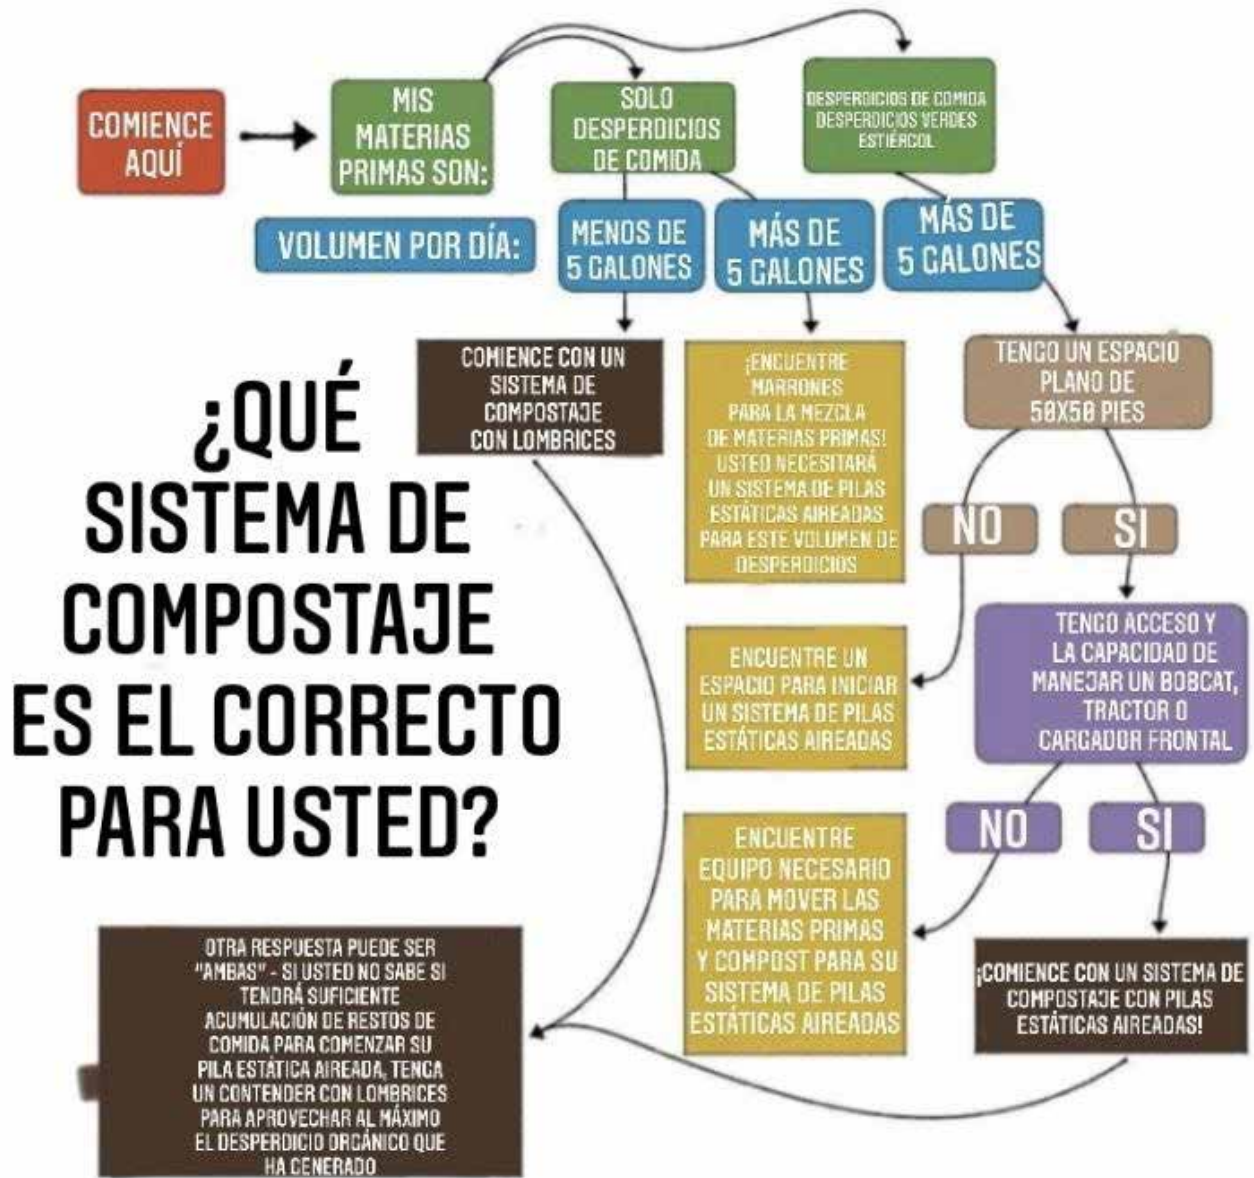 COMIENCE
AQUÍ
MIS
MATERIAS
PRIMAS SON:
SOLO
DESPERDICIOS
DE COMIDA
DESPERDICIOS DE COMIDA
DESPERDICIOS VERDES
ESTIÉRCOL
VOLUMEN POR DÍA:
MENOS DE
5 GALONES
MÁS DE
5 GALONES
MÁS DE
5 GALONES
COMIENCE CON UN
SISTEMA DE
COMPOSTAJE
CON LOMBRICES
¡ENCUENTRE
MARRONES
PARA LA MEZCLA
DE MATERIAS PRIMAS!
USTED NECESITARÁ
UN SISTEMA DE PILAS
ESTÁTICAS AIREADAS
PARA ESTE VOLUMEN DE
DESPERDICIOS
TENGO UN ESPACIO
PLANO DE
50X50 PIES
NO
SI
¿QUÉ
SISTEMA DE
COMPOSTAJE
ES EL CORRECTO
PARA USTED?
ENCUENTRE UN
ESPACIO PARA INICIAR
UN SISTEMA DE PILAS
ESTÁTICAS AIREADAS
TENGO ACCESO Y
LA CAPACIDAD DE
MANEJAR UN BOBCAT,
TRACTOR O
CARGADOR FRONTAL
NO
SI
ENCUENTRE
EQUIPO NECESARIO
PARA MOVER LAS
MATERIAS PRIMAS
Y COMPOST PARA SU
SISTEMA DE PILAS
ESTÁTICAS AIREADAS
¡COMIENCE CON UN SISTEMA DE
COMPOSTAJE CON PILAS
ESTÁTICAS AIREADAS!
OTRA RESPUESTA PUEDE SER
"AMBAS" - SI USTED NO SABE SI
TENDRÁ SUFICIENTE
ACUMULACIÓN DE RESTOS DE
COMIDA PARA COMENZAR SU
PILA ESTÁTICA AIREADA, TENGA
UN CONTENDER CON LOMBRICES
PARA APROVECHAR AL MÁXIMO
EL DESPERDICIO ORGÁNICO QUE
HA GENERADO